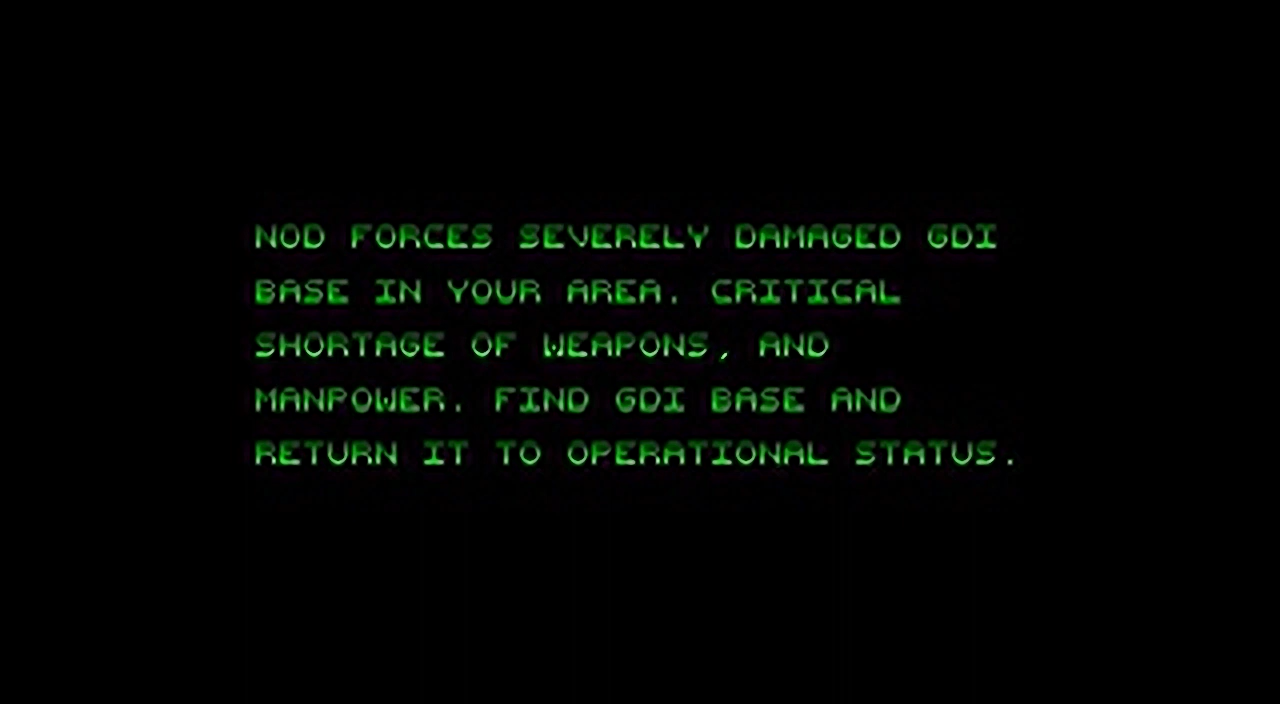 NOD FORCES SEVERELY DAMAGED GDI
BASE IN YOUR AREA. CRITICAL
SHORTAGE OF WEAPONS, AND
MANPOWER. FIND GDI BASE AND
RETURN IT TO OPERATIONAL STATUS.